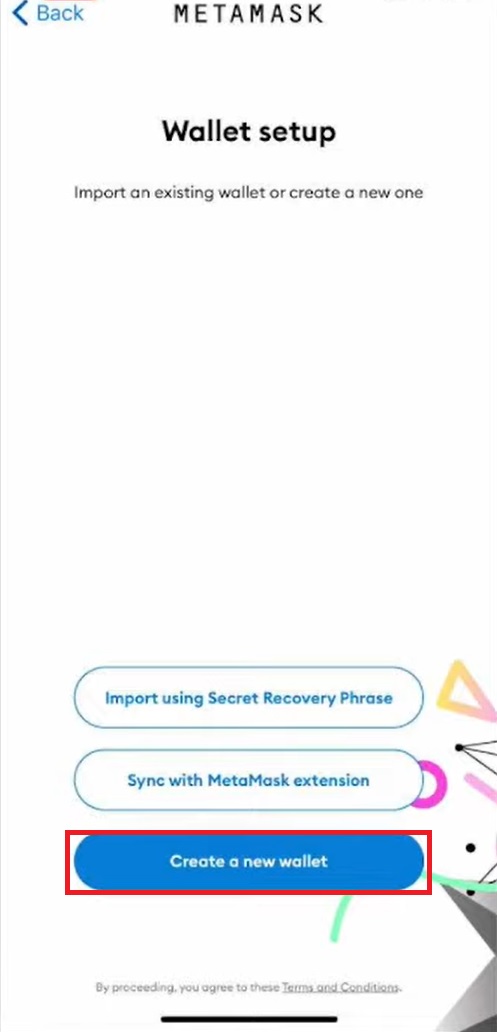 Back
METAMASK
Wallet setup
Import an existing wallet or create a new one
Import using Secret Recovery Phrase
Sync with MetaMask extension
Create a new wallet
By proceeding, you agree to these Terms and Conditions.